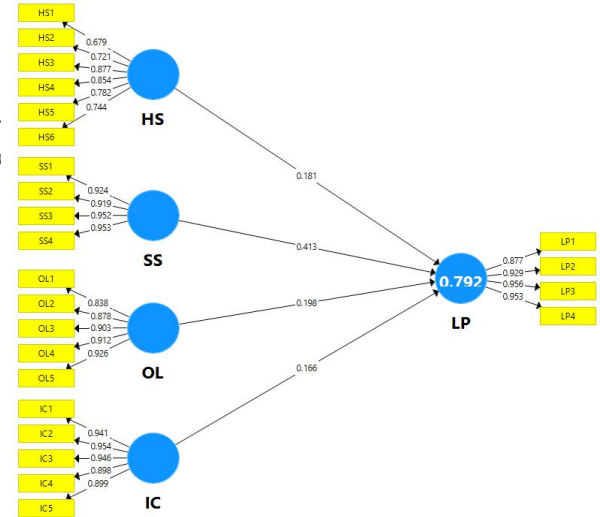 HS1
HS2
HS3
HS4
HS5
HS6
0.679
0.721
0.877
0.854
0.782
0.744
HS
SS1
SS2
SS3
SS4
0.924
0.919
0.952
0.953
SS
OL1
OL2
OL3
OL4
OL5
0.838
0.878
0.903
0.912
0.926
OL
IC1
IC2
IC3
IC4
IC5
0.941
0.954
0.946
0.898
0.899
IC
0.181
0.413
0.198
0.166
0.792
LP
0.877
0.929
0.956
0.953
LP1
LP2
LP3
LP4